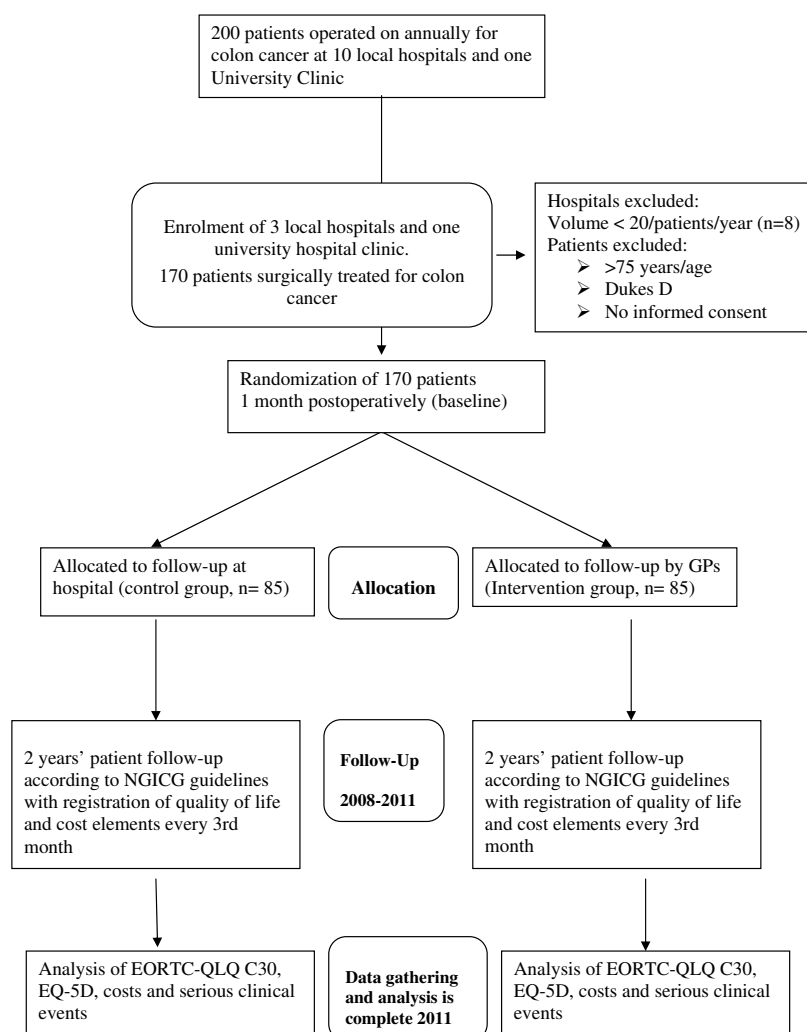 200 patients operated on annually for
colon cancer at 10 local hospitals and one
University Clinic
Enrolment of 3 local hospitals and one
university hospital clinic.
170 patients surgically treated for colon
cancer
Hospitals excluded:
Volume < 20/patients/year (n=8)
Patients excluded:
➢ >75 years/age
➢ Dukes D
➢ No informed consent
Randomization of 170 patients
1 month postoperatively (baseline)
Allocated to follow-up at
hospital (control group, n= 85)
Allocation
Allocated to follow-up by GPs
(Intervention group, n= 85)
2 years’ patient follow-up
according to NGICG guidelines
with registration of quality of life
and cost elements every 3rd
month
Follow-Up
2008-2011
2 years’ patient follow-up
according to NGICG guidelines
with registration of quality of life
and cost elements every 3rd
month
Analysis of EORTC-QLQ C30,
EQ-5D, costs and serious clinical
events
Data gathering
and analysis is
complete 2011
Analysis of EORTC-QLQ C30,
EQ-5D, costs and serious clinical
events